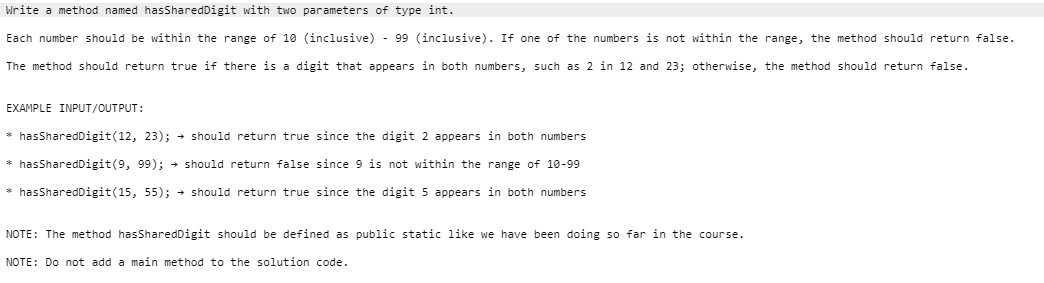 Write a method named hasSharedDigit with two parameters of type int.
Each number should be within the range of 10 (inclusive) - 99 (inclusive). If one of the numbers is not within the range, the method should return false.
The method should return true if there is a digit that appears in both numbers, such as 2 in 12 and 23; otherwise, the method should return false.
EXAMPLE INPUT/OUTPUT:
* hasSharedDigit(12, 23); → should return true since the digit 2 appears in both numbers
* hasSharedDigit(9, 99); → should return false since 9 is not within the range of 10-99
* hasSharedDigit(15, 55); → should return true since the digit 5 appears in both numbers
NOTE: The method hasSharedDigit should be defined as public static like we have been doing so far in the course.
NOTE: Do not add a main method to the solution code.